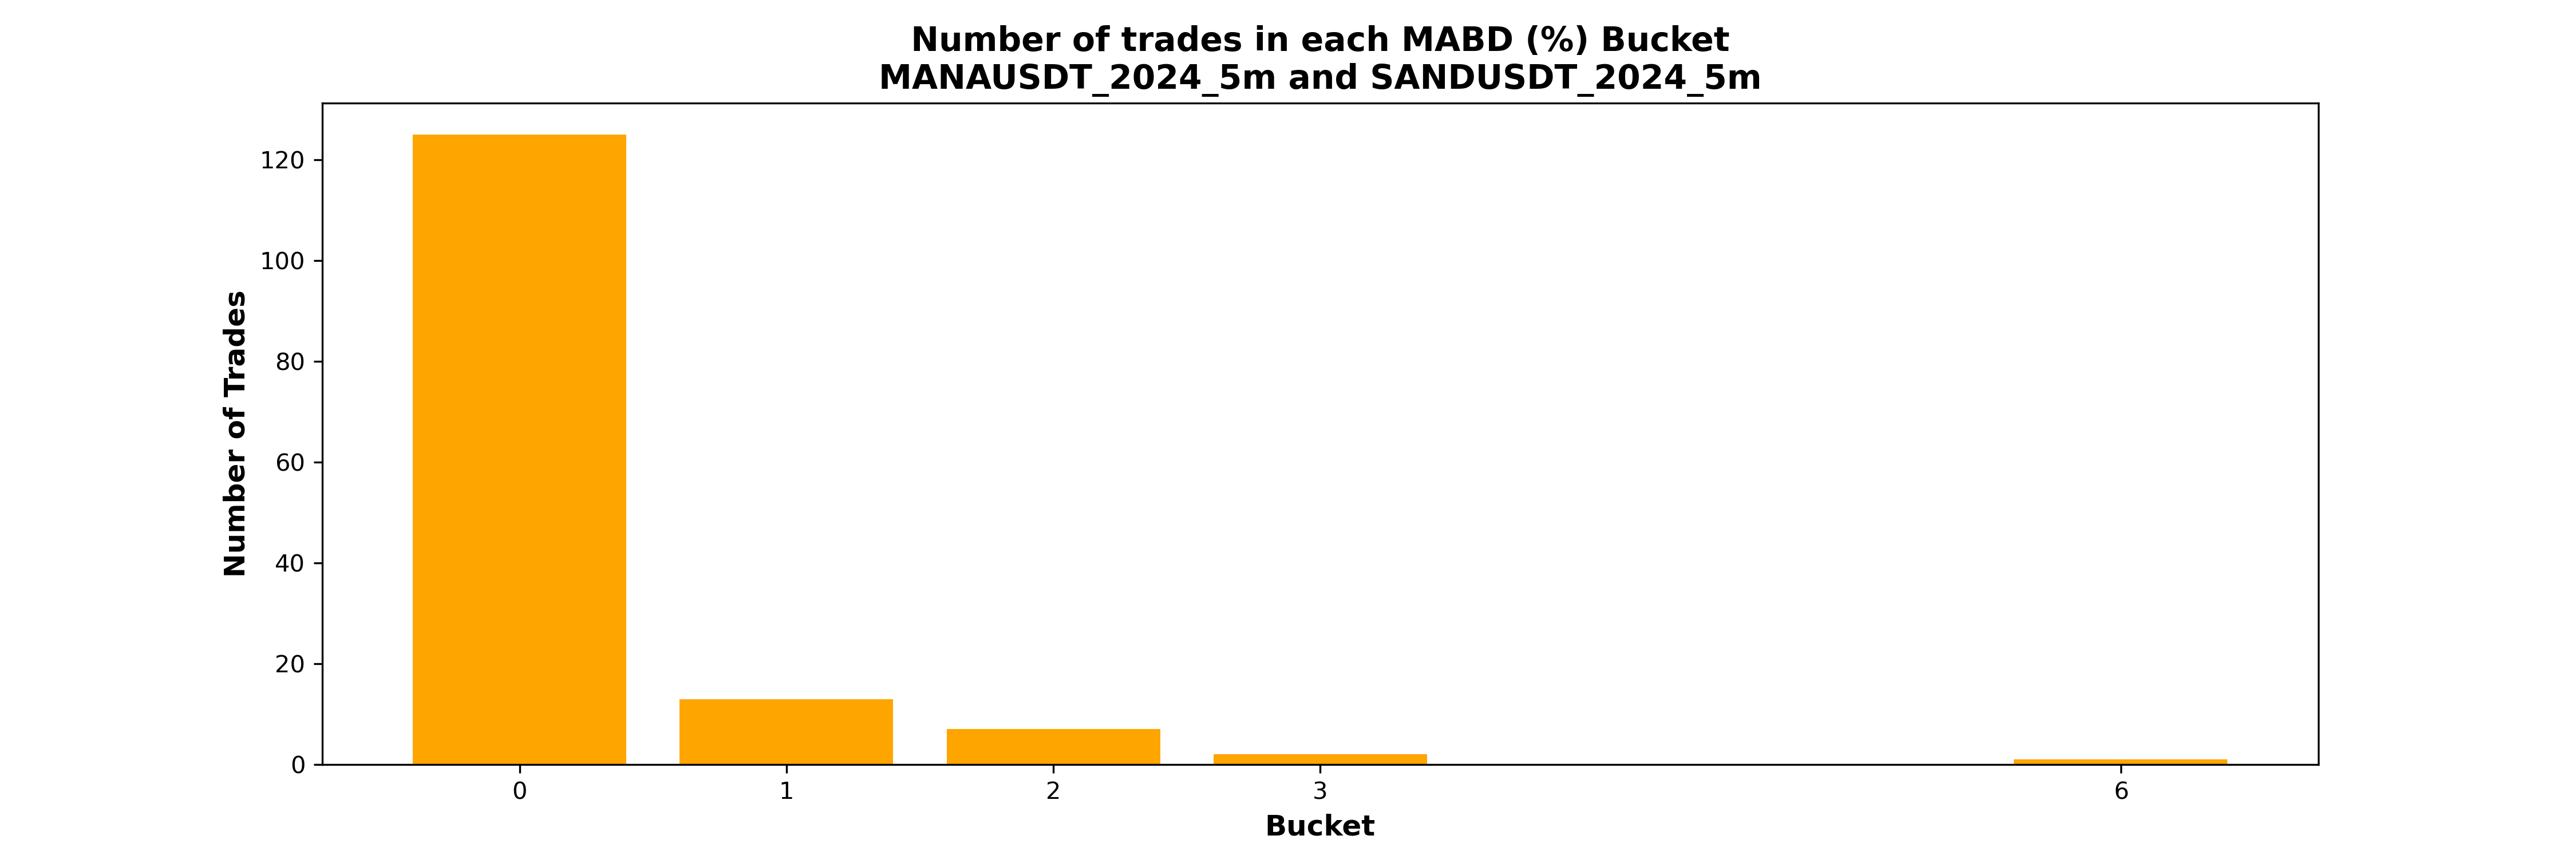 Number of trades in each MABD (%) Bucket
MANAUSDT_2024_5m and SANDUSDT_2024_5m
Number of Trades
120
100
80
60
40
20
0
0 1 2 3 6
Bucket